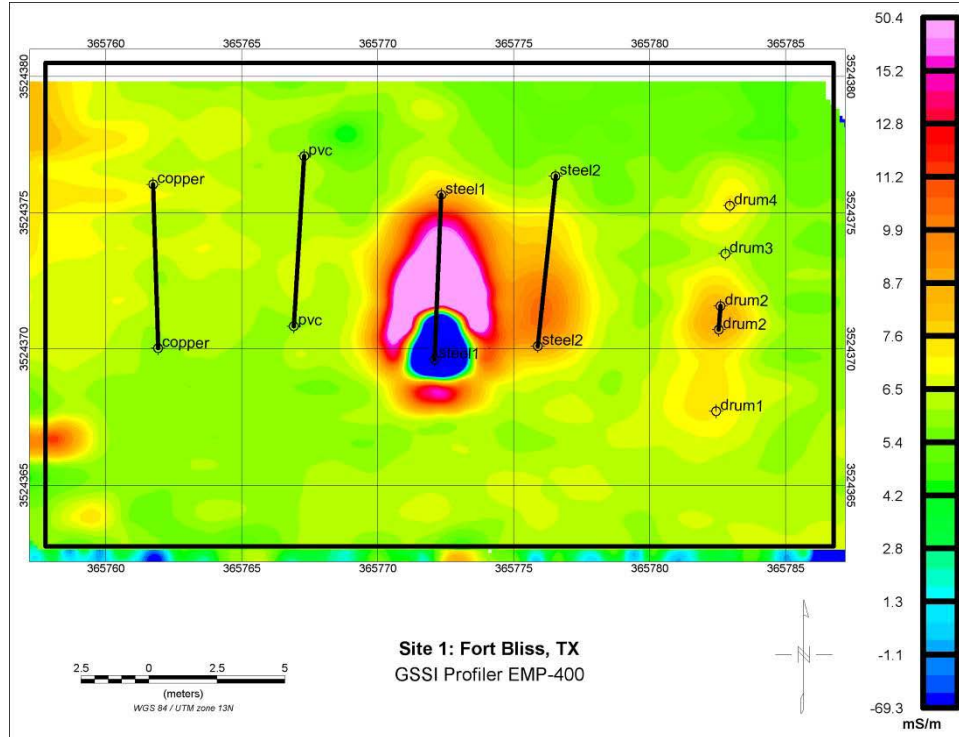 365760 365765 365770 365775 365780 365785
3524380 3524380
copper
pvc
steel1
steel2
drum4
3524375 3524375
drum3
drum2
pvc
drum2
copper
steel1
steel2
3524370 3524370
drum1
3524365 3524365
365760 365765 365770 365775 365780 365785
50.4
15.2
12.8
11.2
9.9
8.7
7.6
6.5
5.4
4.2
2.8
1.3
-1.1
-69.3
mS/m
Site 1: Fort Bliss, TX
GSSI Profiler EMP-400
2.5 0 2.5 5
(meters)
WGS 84 / UTM zone 13N
N